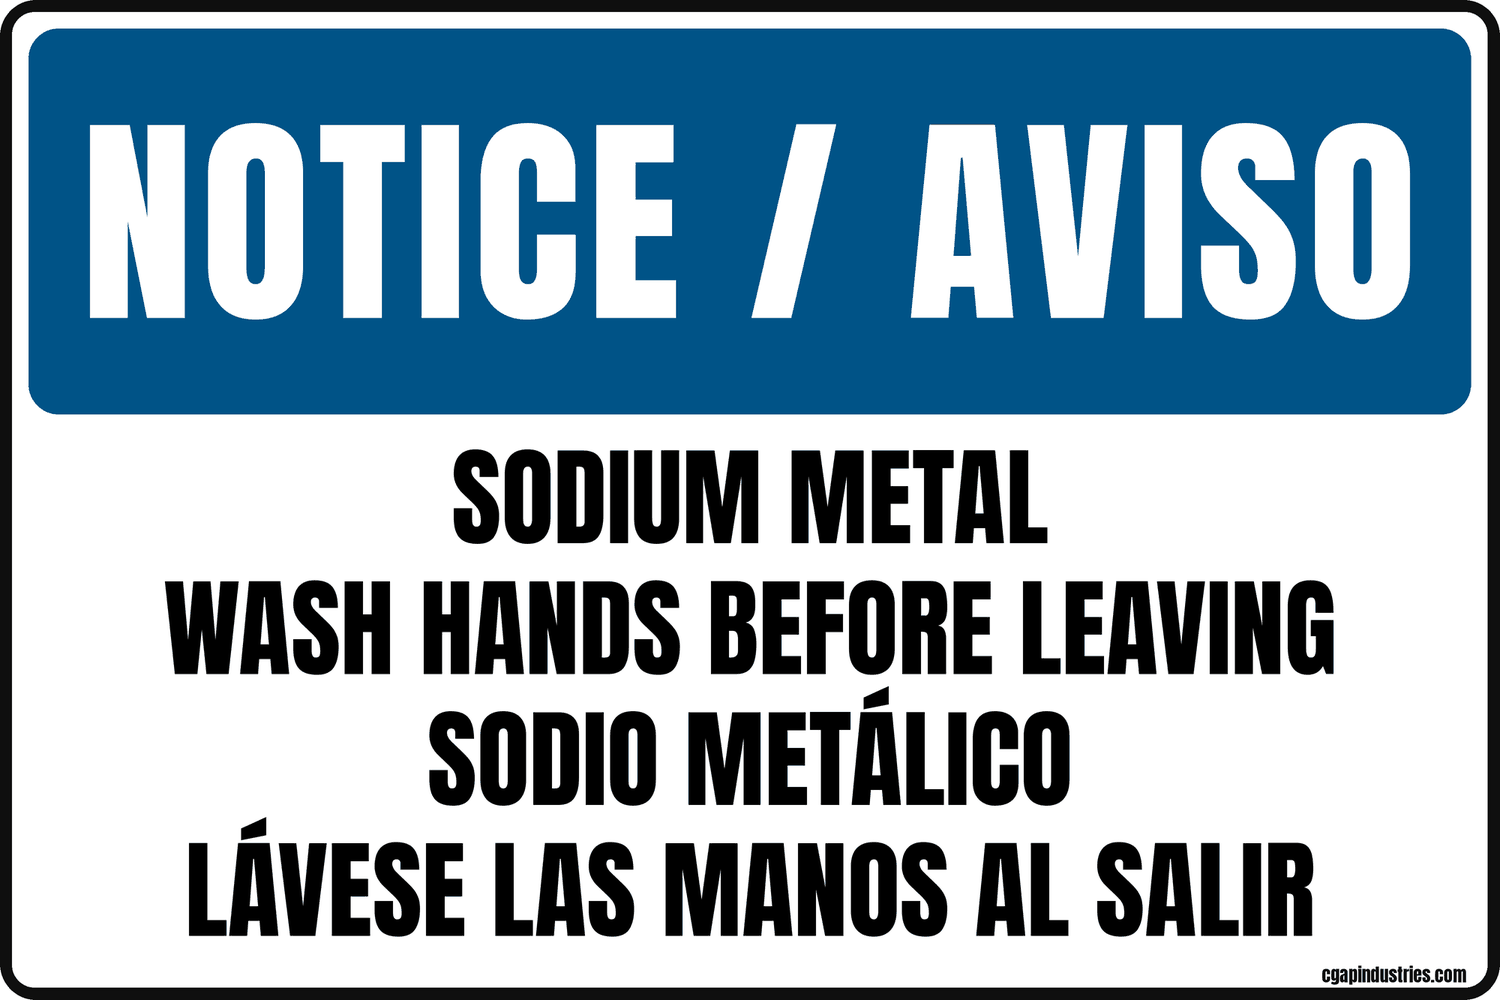 NOTICE / AVISO
SODIUM METAL
WASH HANDS BEFORE LEAVING
SODIO METÁLICO
LÁVESE LAS MANOS AL SALIR
cgapindustries.com